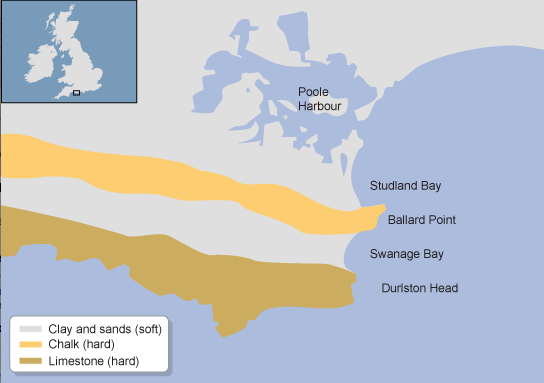 Poole
Harbour
Studland Bay
Ballard Point
Swanage Bay
Durlston Head
Clay and sands (soft)
Chalk (hard)
Limestone (hard)